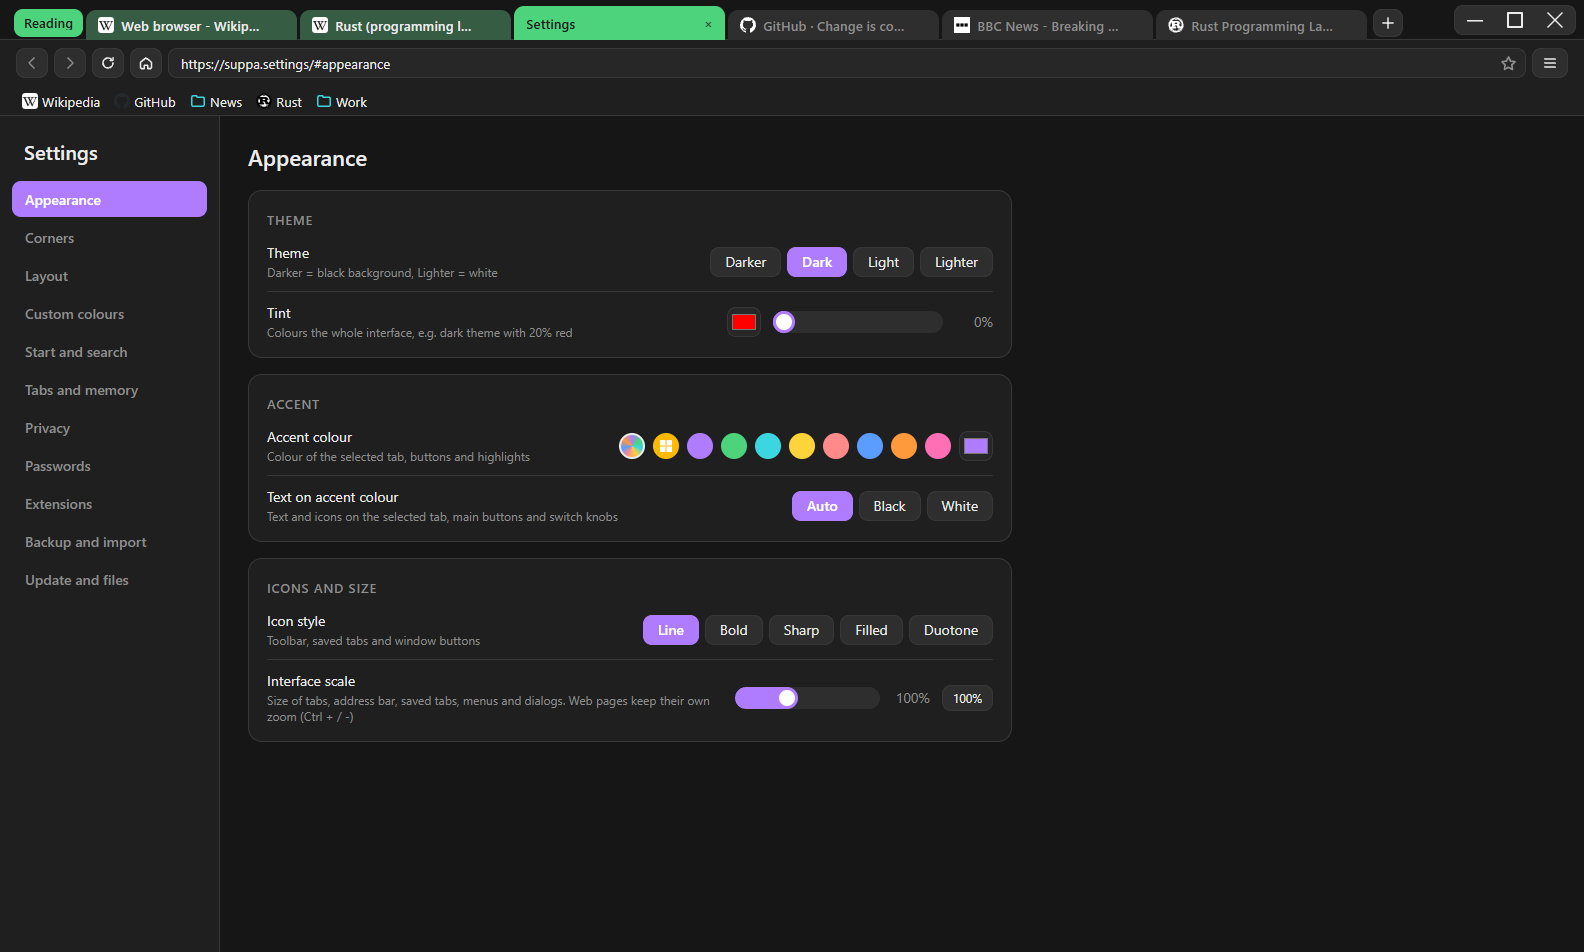 Reading
Web browser - Wikip...
Rust (programming l...
Settings
×
GitHub · Change is co...
BBC News - Breaking ...
Rust Programming La...
https://suppa.settings/#appearance
Wikipedia
GitHub
News
Rust
Work
Settings
Appearance
Corners
Layout
Custom colours
Start and search
Tabs and memory
Privacy
Passwords
Extensions
Backup and import
Update and files
Appearance
THEME
Theme
Darker = black background, Lighter = white
Darker
Dark
Light
Lighter
Tint
Colours the whole interface, e.g. dark theme with 20% red
0%
ACCENT
Accent colour
Colour of the selected tab, buttons and highlights
Text on accent colour
Text and icons on the selected tab, main buttons and switch knobs
Auto
Black
White
ICONS AND SIZE
Icon style
Toolbar, saved tabs and window buttons
Line
Bold
Sharp
Filled
Duotone
Interface scale
Size of tabs, address bar, saved tabs, menus and dialogs. Web pages keep their own
zoom (Ctrl + / -)
100%
100%